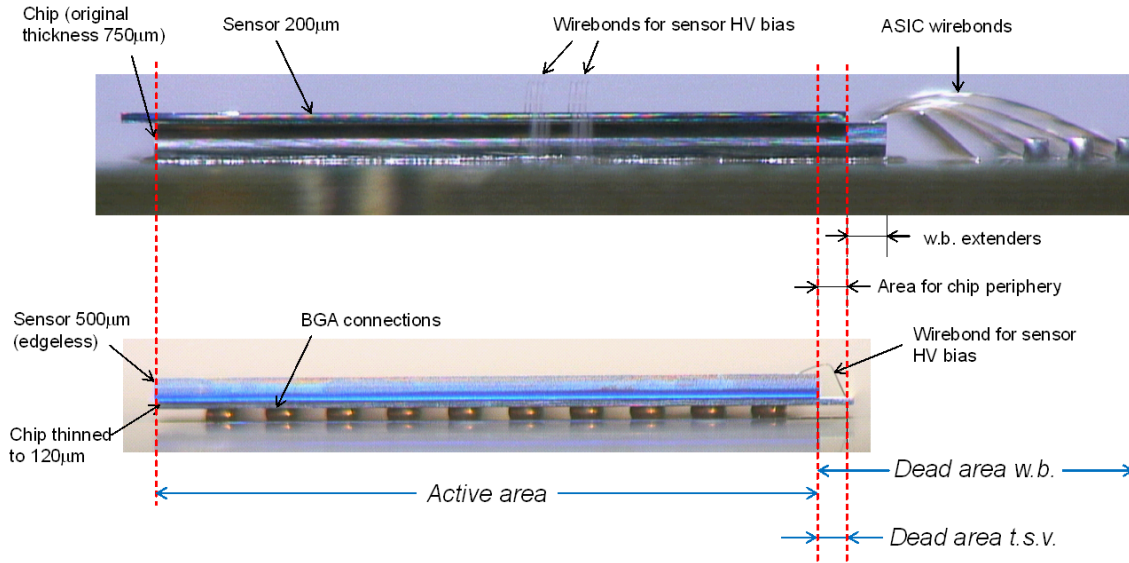 Chip (original
thickness 750µm)
Sensor 200µm
Wirebonds for sensor HV bias
ASIC wirebonds
w.b. extenders
Area for chip periphery
Sensor 500µm
(edgeless)
BGA connections
Wirebond for sensor
HV bias
Chip thinned
to 120µm
Dead area w.b.
Active area
Dead area t.s.v.